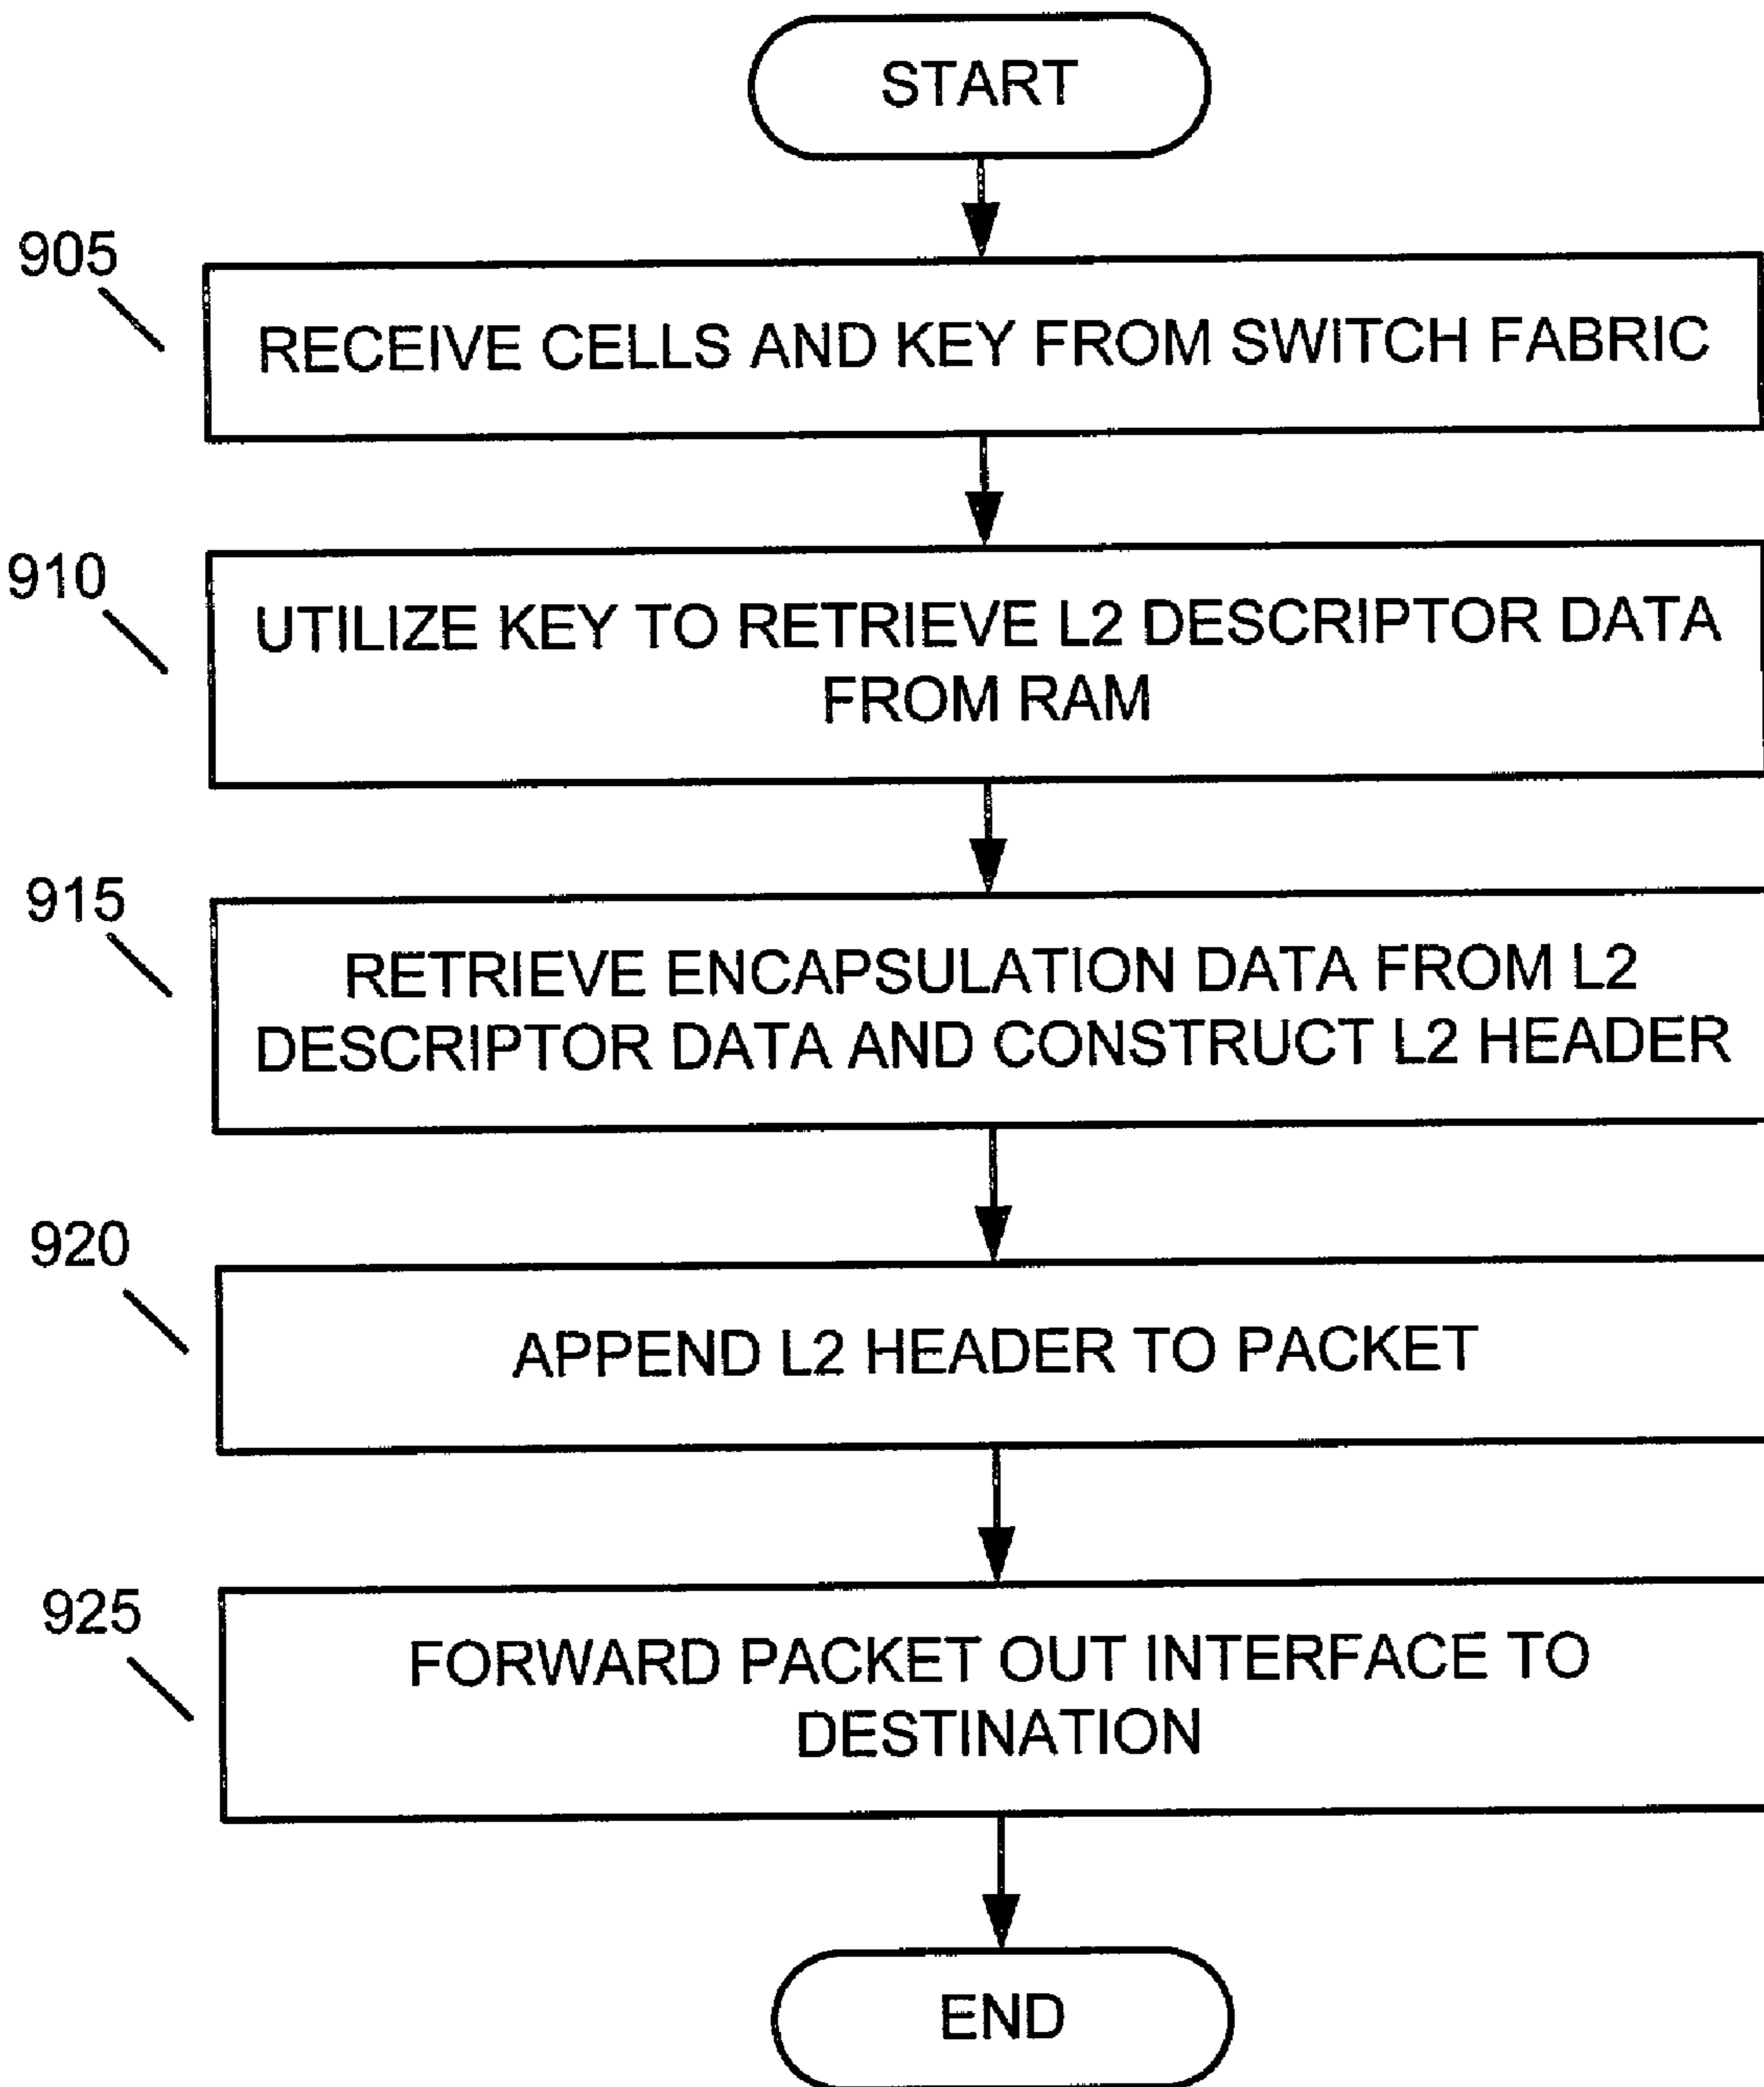 START
905
RECEIVE CELLS AND KEY FROM SWITCH FABRIC
910
UTILIZE KEY TO RETRIEVE L2 DESCRIPTOR DATA
FROM RAM
915
RETRIEVE ENCAPSULATION DATA FROM L2
DESCRIPTOR DATA AND CONSTRUCT L2 HEADER
920
APPEND L2 HEADER TO PACKET
925
FORWARD PACKET OUT INTERFACE TO
DESTINATION
END